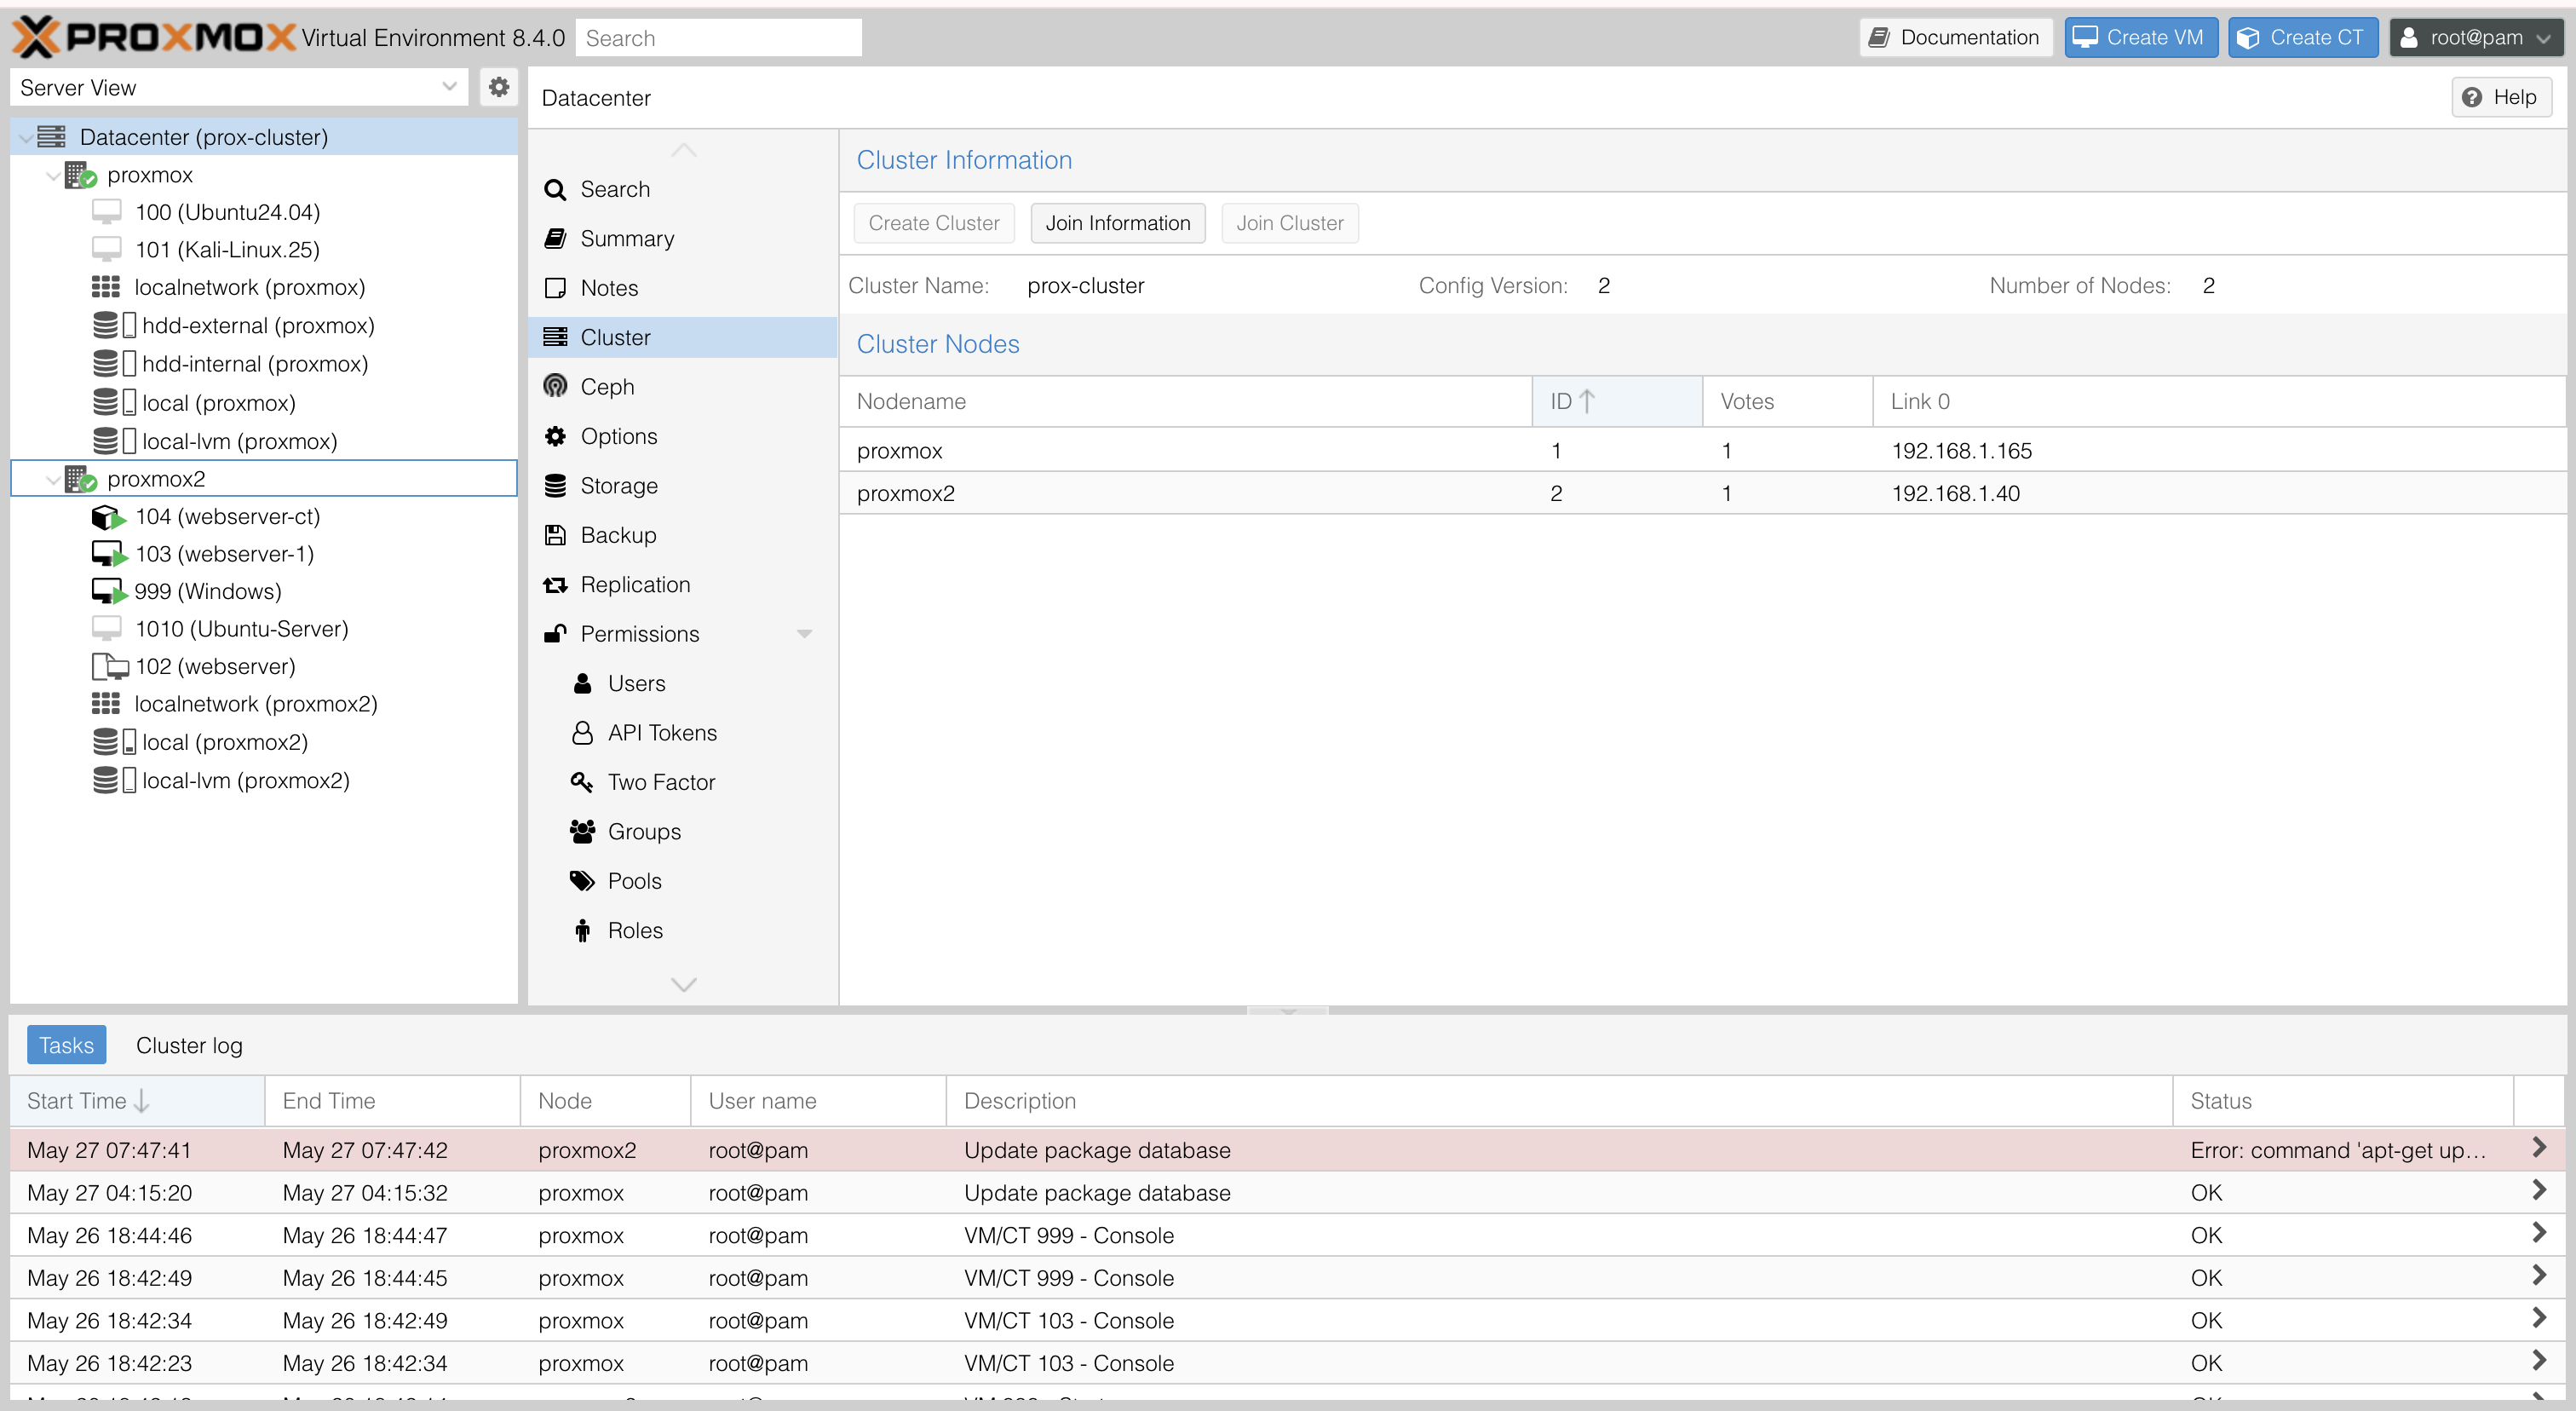 PROXMOX Virtual Environment 8.4.0 Search Documentation Create VM Create CT root@pam
Server View
Datacenter (prox-cluster)
proxmox
100 (Ubuntu24.04)
101 (Kali-Linux.25)
localnetwork (proxmox)
hdd-external (proxmox)
hdd-internal (proxmox)
local (proxmox)
local-lvm (proxmox)
proxmox2
104 (webserver-ct)
103 (webserver-1)
999 (Windows)
1010 (Ubuntu-Server)
102 (webserver)
localnetwork (proxmox2)
local (proxmox2)
local-lvm (proxmox2)
Datacenter Help
Search
Summary
Notes
Cluster
Ceph
Options
Storage
Backup
Replication
Permissions
Users
API Tokens
Two Factor
Groups
Pools
Roles
Cluster Information
Create Cluster Join Information Join Cluster
Cluster Name: prox-cluster Config Version: 2 Number of Nodes: 2
Cluster Nodes
Nodename ID Votes Link 0
proxmox 1 1 192.168.1.165
proxmox2 2 1 192.168.1.40
Tasks Cluster log
Start Time End Time Node User name Description Status
May 27 07:47:41 May 27 07:47:42 proxmox2 root@pam Update package database Error: command 'apt-get up...
May 27 04:15:20 May 27 04:15:32 proxmox root@pam Update package database OK
May 26 18:44:46 May 26 18:44:47 proxmox root@pam VM/CT 999 - Console OK
May 26 18:42:49 May 26 18:44:45 proxmox root@pam VM/CT 999 - Console OK
May 26 18:42:34 May 26 18:42:49 proxmox root@pam VM/CT 103 - Console OK
May 26 18:42:23 May 26 18:42:34 proxmox root@pam VM/CT 103 - Console OK